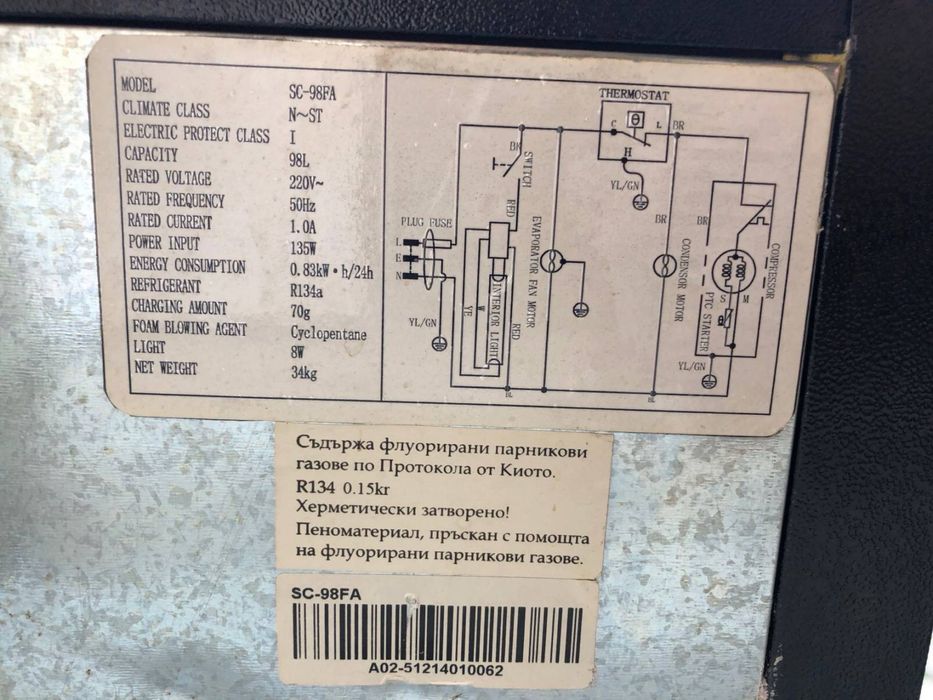 MODEL SC-98FA
CLIMATE CLASS N~ST
ELECTRIC PROTECT CLASS I
CAPACITY 98L
RATED VOLTAGE 220V~
RATED FREQUENCY 50Hz
RATED CURRENT 1.0A
POWER INPUT 135W
ENERGY CONSUMPTION 0.83kW•h/24h
REFRIGERANT R134a
CHARGING AMOUNT 70g
FOAM BLOWING AGENT Cyclopentane
LIGHT 8W
NET WEIGHT 34kg
THERMOSTAT
C
θ
L
H
BR
YL/GN
BR
SWITCH
RED
PLUG FUSE
L
E
N
YL/GN
YE
W
INTERIOR LIGHT
RED
EVAPORATOR FAN MOTOR
BR
CONDENSOR MOTOR
BR
COMPRESSOR
S
M
θ
PTC STARTER
YL/GN
BL
BL
Съдържа флуорирани парникови
газове по Протокола от Киото.
R134 0.15kr
Херметически затворено!
Пеноматериал, пръскан с помощта
на флуорирани парникови газове.
SC-98FA
A02-51214010062